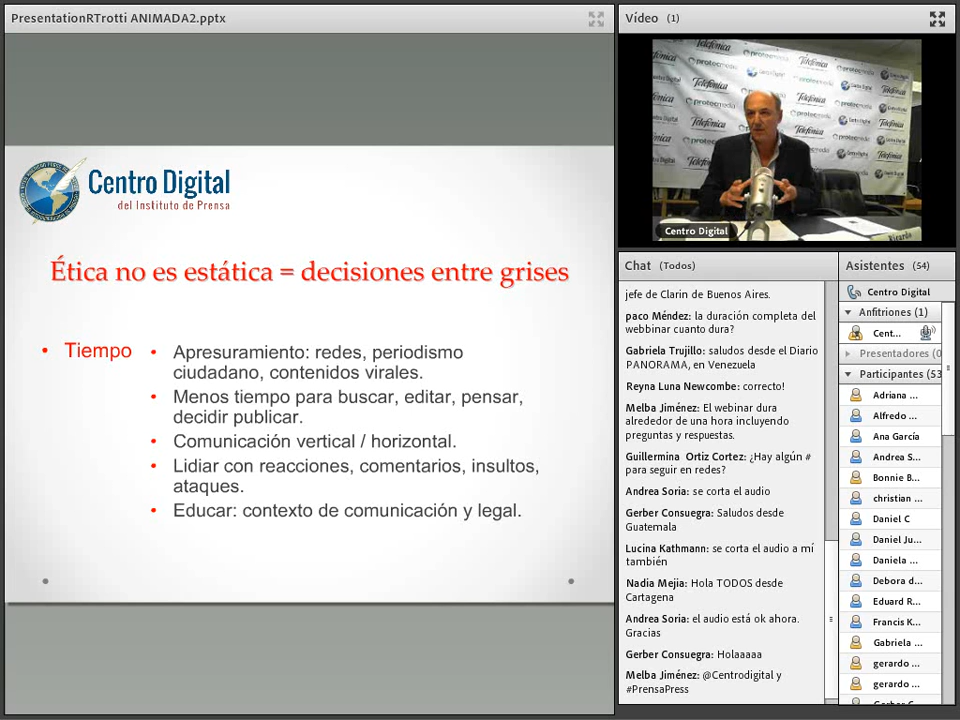 PresentationRTrotti ANIMADA2.pptx
Centro Digital
del Instituto de Prensa
Ética no es estática = decisiones entre grises
• Tiempo
• Apresuramiento: redes, periodismo
ciudadano, contenidos virales.
• Menos tiempo para buscar, editar, pensar,
decidir publicar.
• Comunicación vertical / horizontal.
• Lidiar con reacciones, comentarios, insultos,
ataques.
• Educar: contexto de comunicación y legal.
Vídeo (1)
Telefónica
protecmedia
Centro Digital
Ricardo
Chat (Todos)
jefe de Clarin de Buenos Aires.
paco Méndez: la duración completa del
webbinar cuanto dura?
Gabriela Trujillo: saludos desde el Diario
PANORAMA, en Venezuela
Reyna Luna Newcombe: correcto!
Melba Jiménez: El webinar dura
alrededor de una hora incluyendo
preguntas y respuestas.
Guillermina Ortiz Cortez: ¿Hay algún #
para seguir en redes?
Andrea Soria: se corta el audio
Gerber Consuegra: Saludos desde
Guatemala
Lucina Kathmann: se corta el audio a mí
también
Nadia Mejia: Hola TODOS desde
Cartagena
Andrea Soria: el audio está ok ahora.
Gracias
Gerber Consuegra: Holaaaaa
Melba Jiménez: @Centrodigital y
#PrensaPress
Asistentes (54)
Centro Digital
Anfitriones (1)
Cent...
Presentadores (0
Participantes (53
Adriana ...
Alfredo ...
Ana García
Andrea S...
Bonnie B...
christian ...
Daniel C
Daniel Ju...
Daniela ...
Debora d...
Eduard R...
Francis K...
Gabriela ...
gerardo ...
gerardo ...